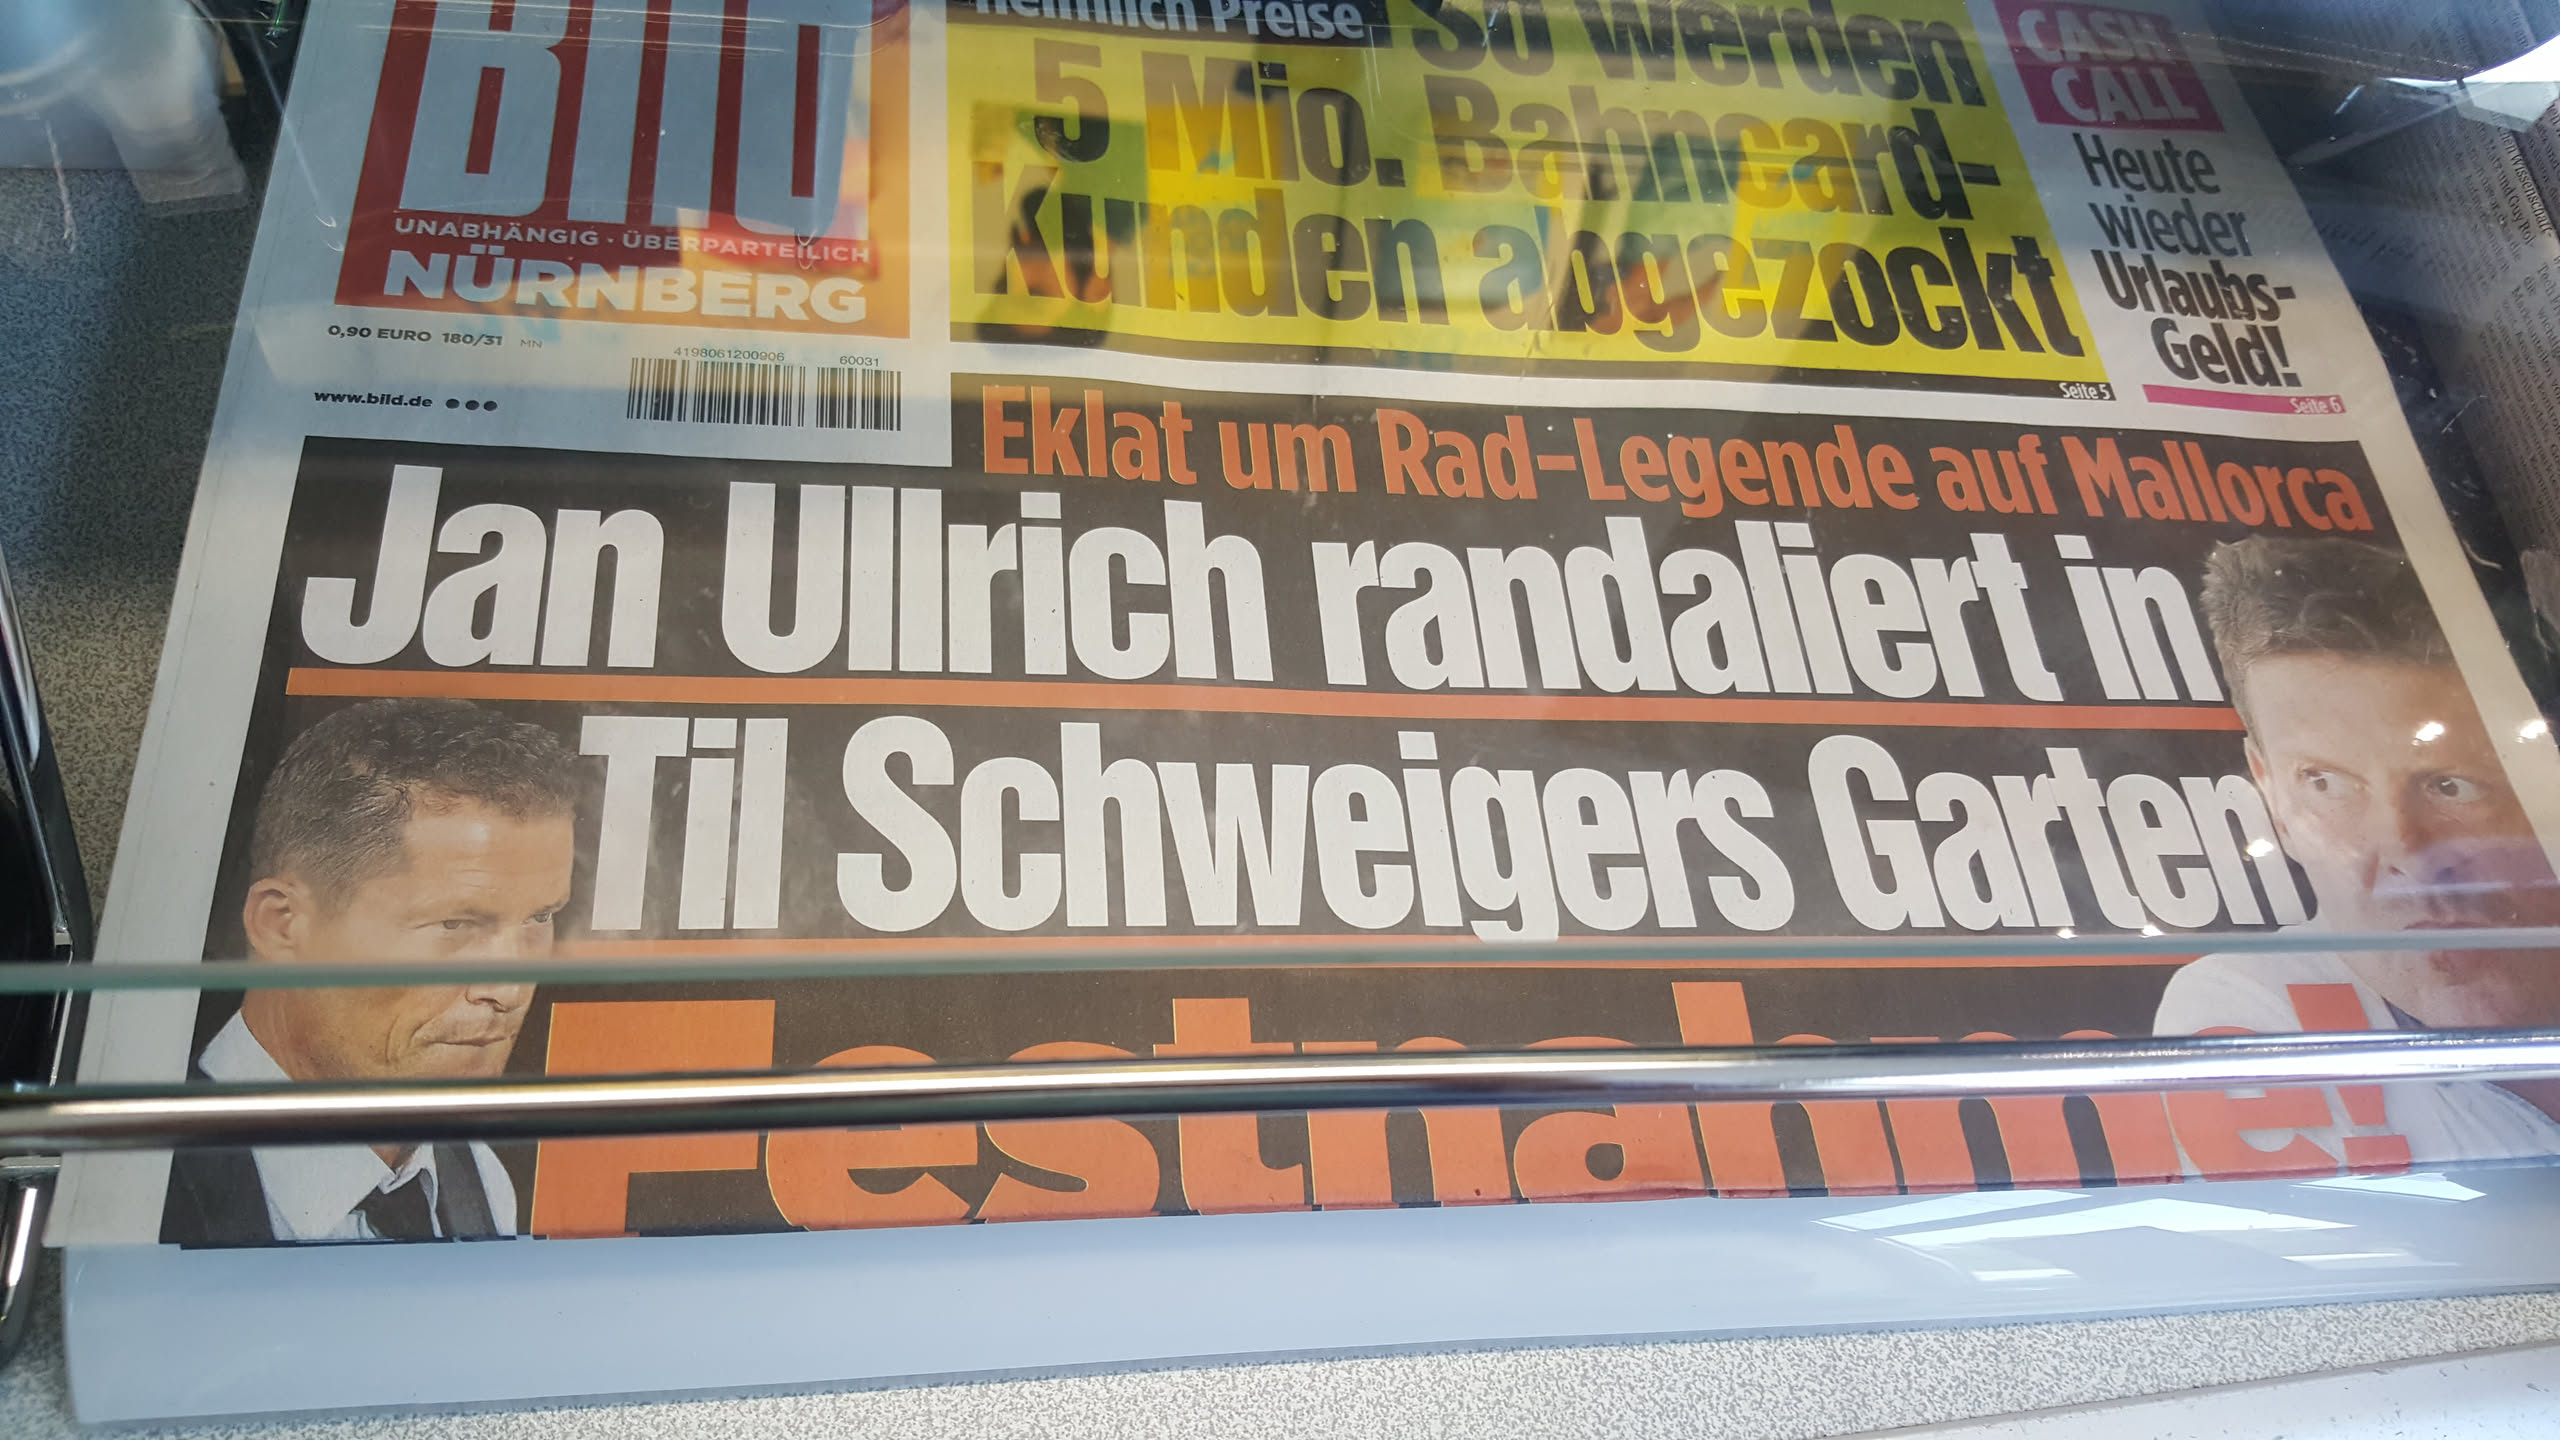 BILD
UNABHÄNGIG · ÜBERPARTEILICH
NÜRNBERG
0,90 EURO 180/31 MN
4198061200906 60031
www.bild.de
heimlich Preise
So werden
5 Mio. Bahncard-
Kunden abgezockt
Seite 5
CASH
CALL
Heute
wieder
Urlaubs-
Geld!
Seite 6
Eklat um Rad-Legende auf Mallorca
Jan Ullrich randaliert in
Til Schweigers Garten
Festnahme!